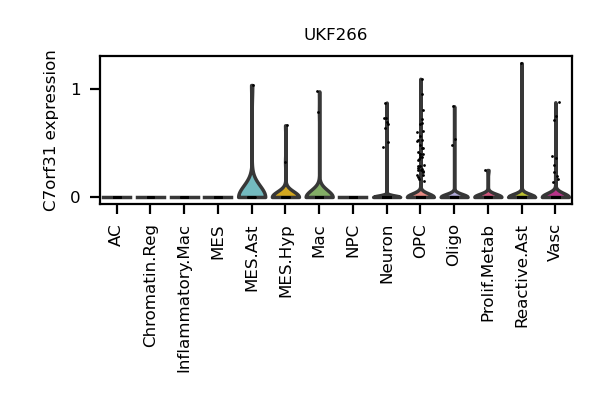 UKF266
C7orf31 expression
1
0
AC
Chromatin.Reg
Inflammatory.Mac
MES
MES.Ast
MES.Hyp
Mac
NPC
Neuron
OPC
Oligo
Prolif.Metab
Reactive.Ast
Vasc